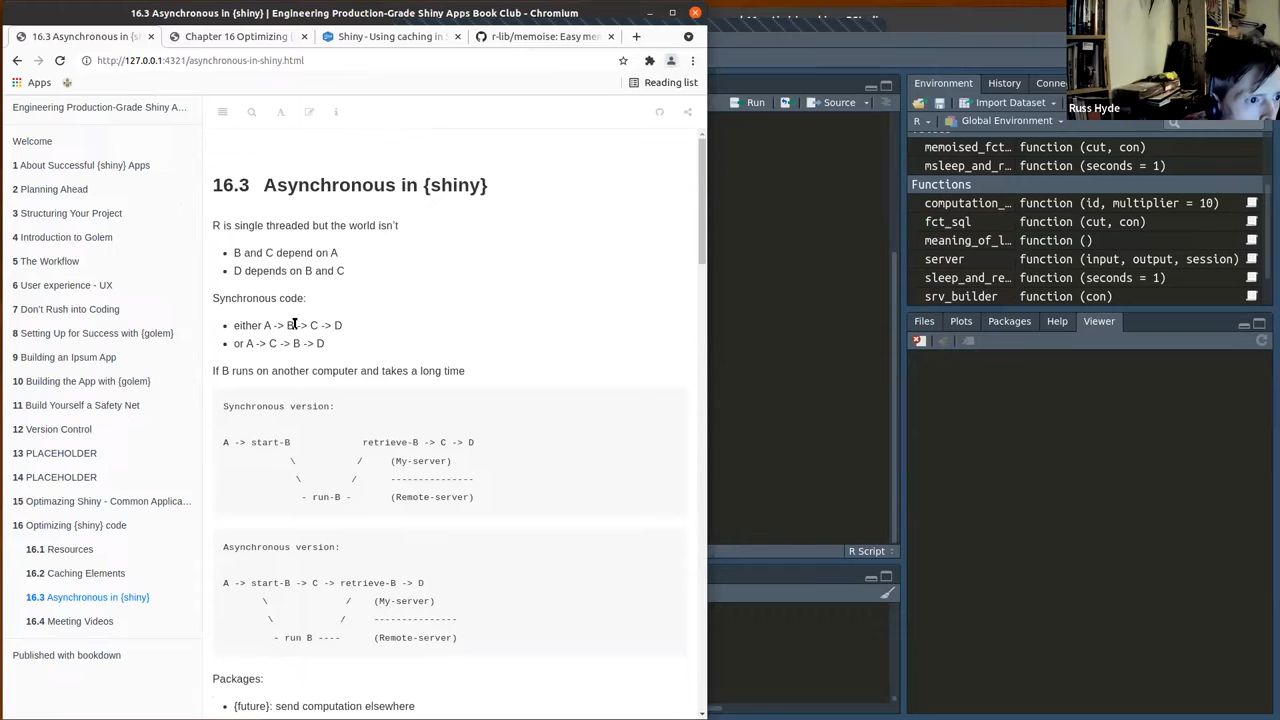 16.3 Asynchronous in {shiny} | Engineering Production-Grade Shiny Apps Book Club - Chromium
16.3 Asynchronous in {sh
Chapter 16 Optimizing
Shiny - Using caching in S
r-lib/memoise: Easy mem
http://127.0.0.1:4321/asynchronous-in-shiny.html
Apps
Reading list
Engineering Production-Grade Shiny A...
Welcome
1 About Successful {shiny} Apps
2 Planning Ahead
3 Structuring Your Project
4 Introduction to Golem
5 The Workflow
6 User experience - UX
7 Don't Rush into Coding
8 Setting Up for Success with {golem}
9 Building an Ipsum App
10 Building the App with {golem}
11 Build Yourself a Safety Net
12 Version Control
13 PLACEHOLDER
14 PLACEHOLDER
15 Optimazing Shiny - Common Applica...
16 Optimizing {shiny} code
16.1 Resources
16.2 Caching Elements
16.3 Asynchronous in {shiny}
16.4 Meeting Videos
Published with bookdown
16.3 Asynchronous in {shiny}
R is single threaded but the world isn't
• B and C depend on A
• D depends on B and C
Synchronous code:
• either A -> B -> C -> D
• or A -> C -> B -> D
If B runs on another computer and takes a long time
Synchronous version:
A -> start-B retrieve-B -> C -> D
\ / (My-server)
\ / ---------------
- run-B - (Remote-server)
Asynchronous version:
A -> start-B -> C -> retrieve-B -> D
\ / (My-server)
\ / ---------------
- run B ---- (Remote-server)
Packages:
• {future}: send computation elsewhere
Run
Source
R Script
Environment
History
Conne
Import Dataset
R
Global Environment
memoised_fct… function (cut, con)
msleep_and_r… function (seconds = 1)
Functions
computation_… function (id, multiplier = 10)
fct_sql function (cut, con)
meaning_of_l… function ()
server function (input, output, session)
sleep_and_re… function (seconds = 1)
srv_builder function (con)
Files
Plots
Packages
Help
Viewer
Russ Hyde